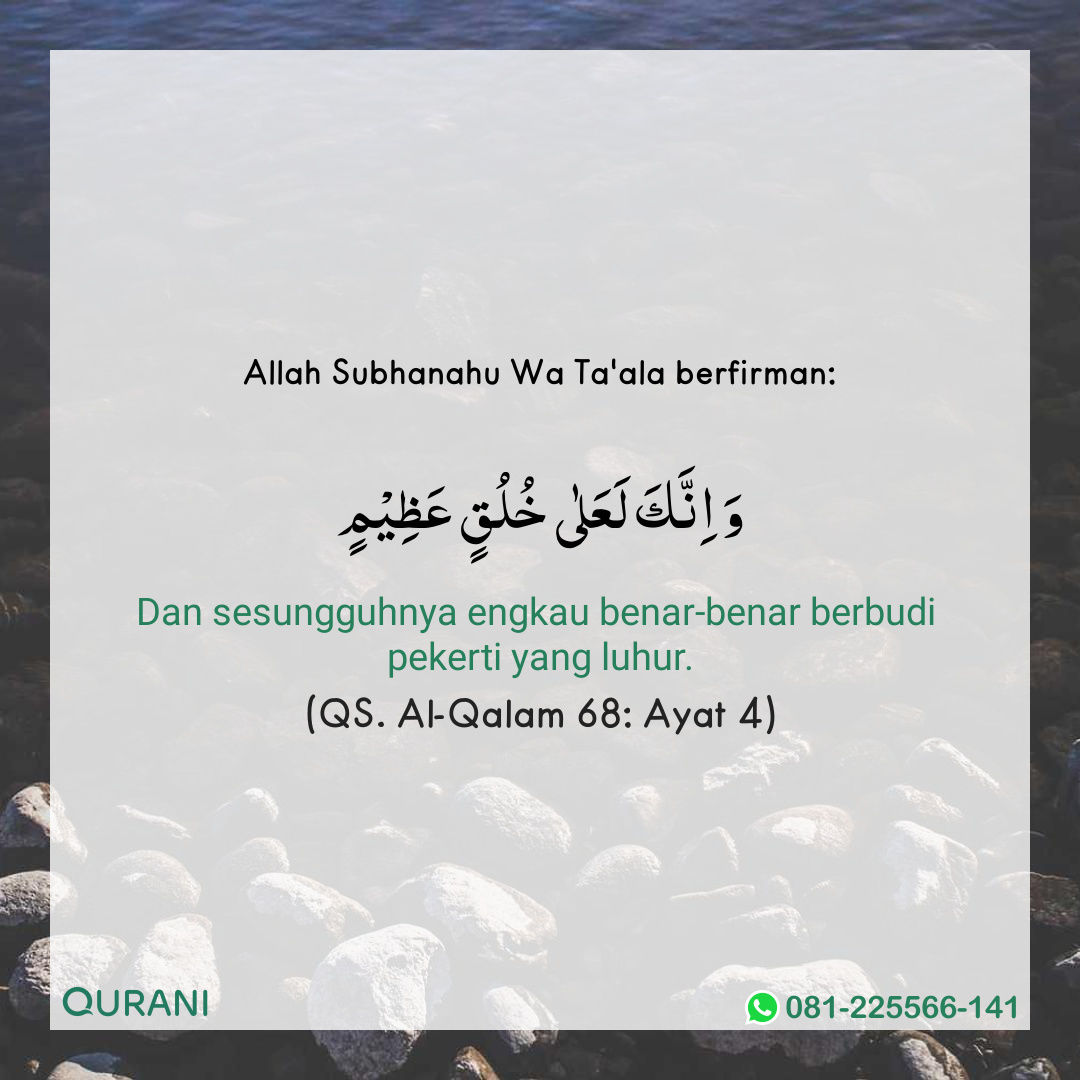 Allah Subhanahu Wa Ta'ala berfirman:
وَاِنَّكَ لَعَلٰى خُلُقٍ عَظِيْمٍ
Dan sesungguhnya engkau benar-benar berbudi
pekerti yang luhur.
(QS. Al-Qalam 68: Ayat 4)
QURANI
081-225566-141